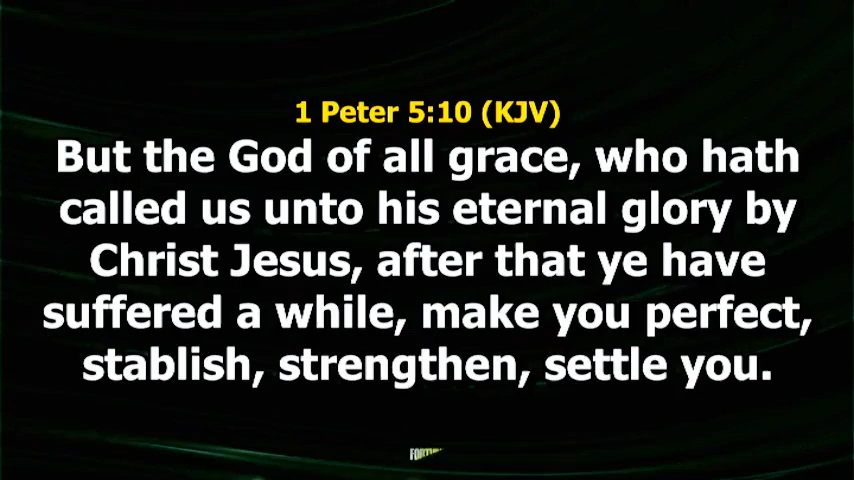 1 Peter 5:10 (KJV)
But the God of all grace, who hath
called us unto his eternal glory by
Christ Jesus, after that ye have
suffered a while, make you perfect,
stablish, strengthen, settle you.